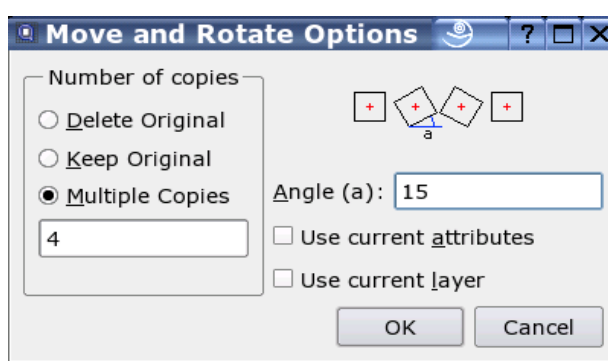 Move and Rotate Options
Number of copies
Delete Original
Keep Original
Multiple Copies
4
a
Angle (a): 15
Use current attributes
Use current layer
OK
Cancel